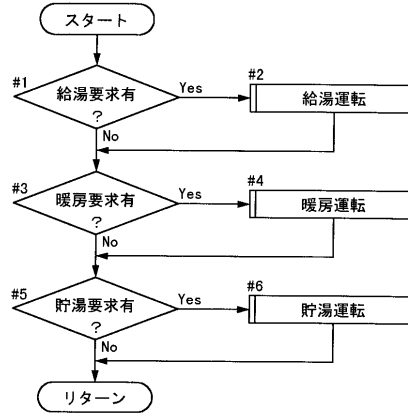 スタート
#1
給湯要求有
?
Yes
#2
給湯運転
No
#3
暖房要求有
?
Yes
#4
暖房運転
No
#5
貯湯要求有
?
Yes
#6
貯湯運転
No
リターン